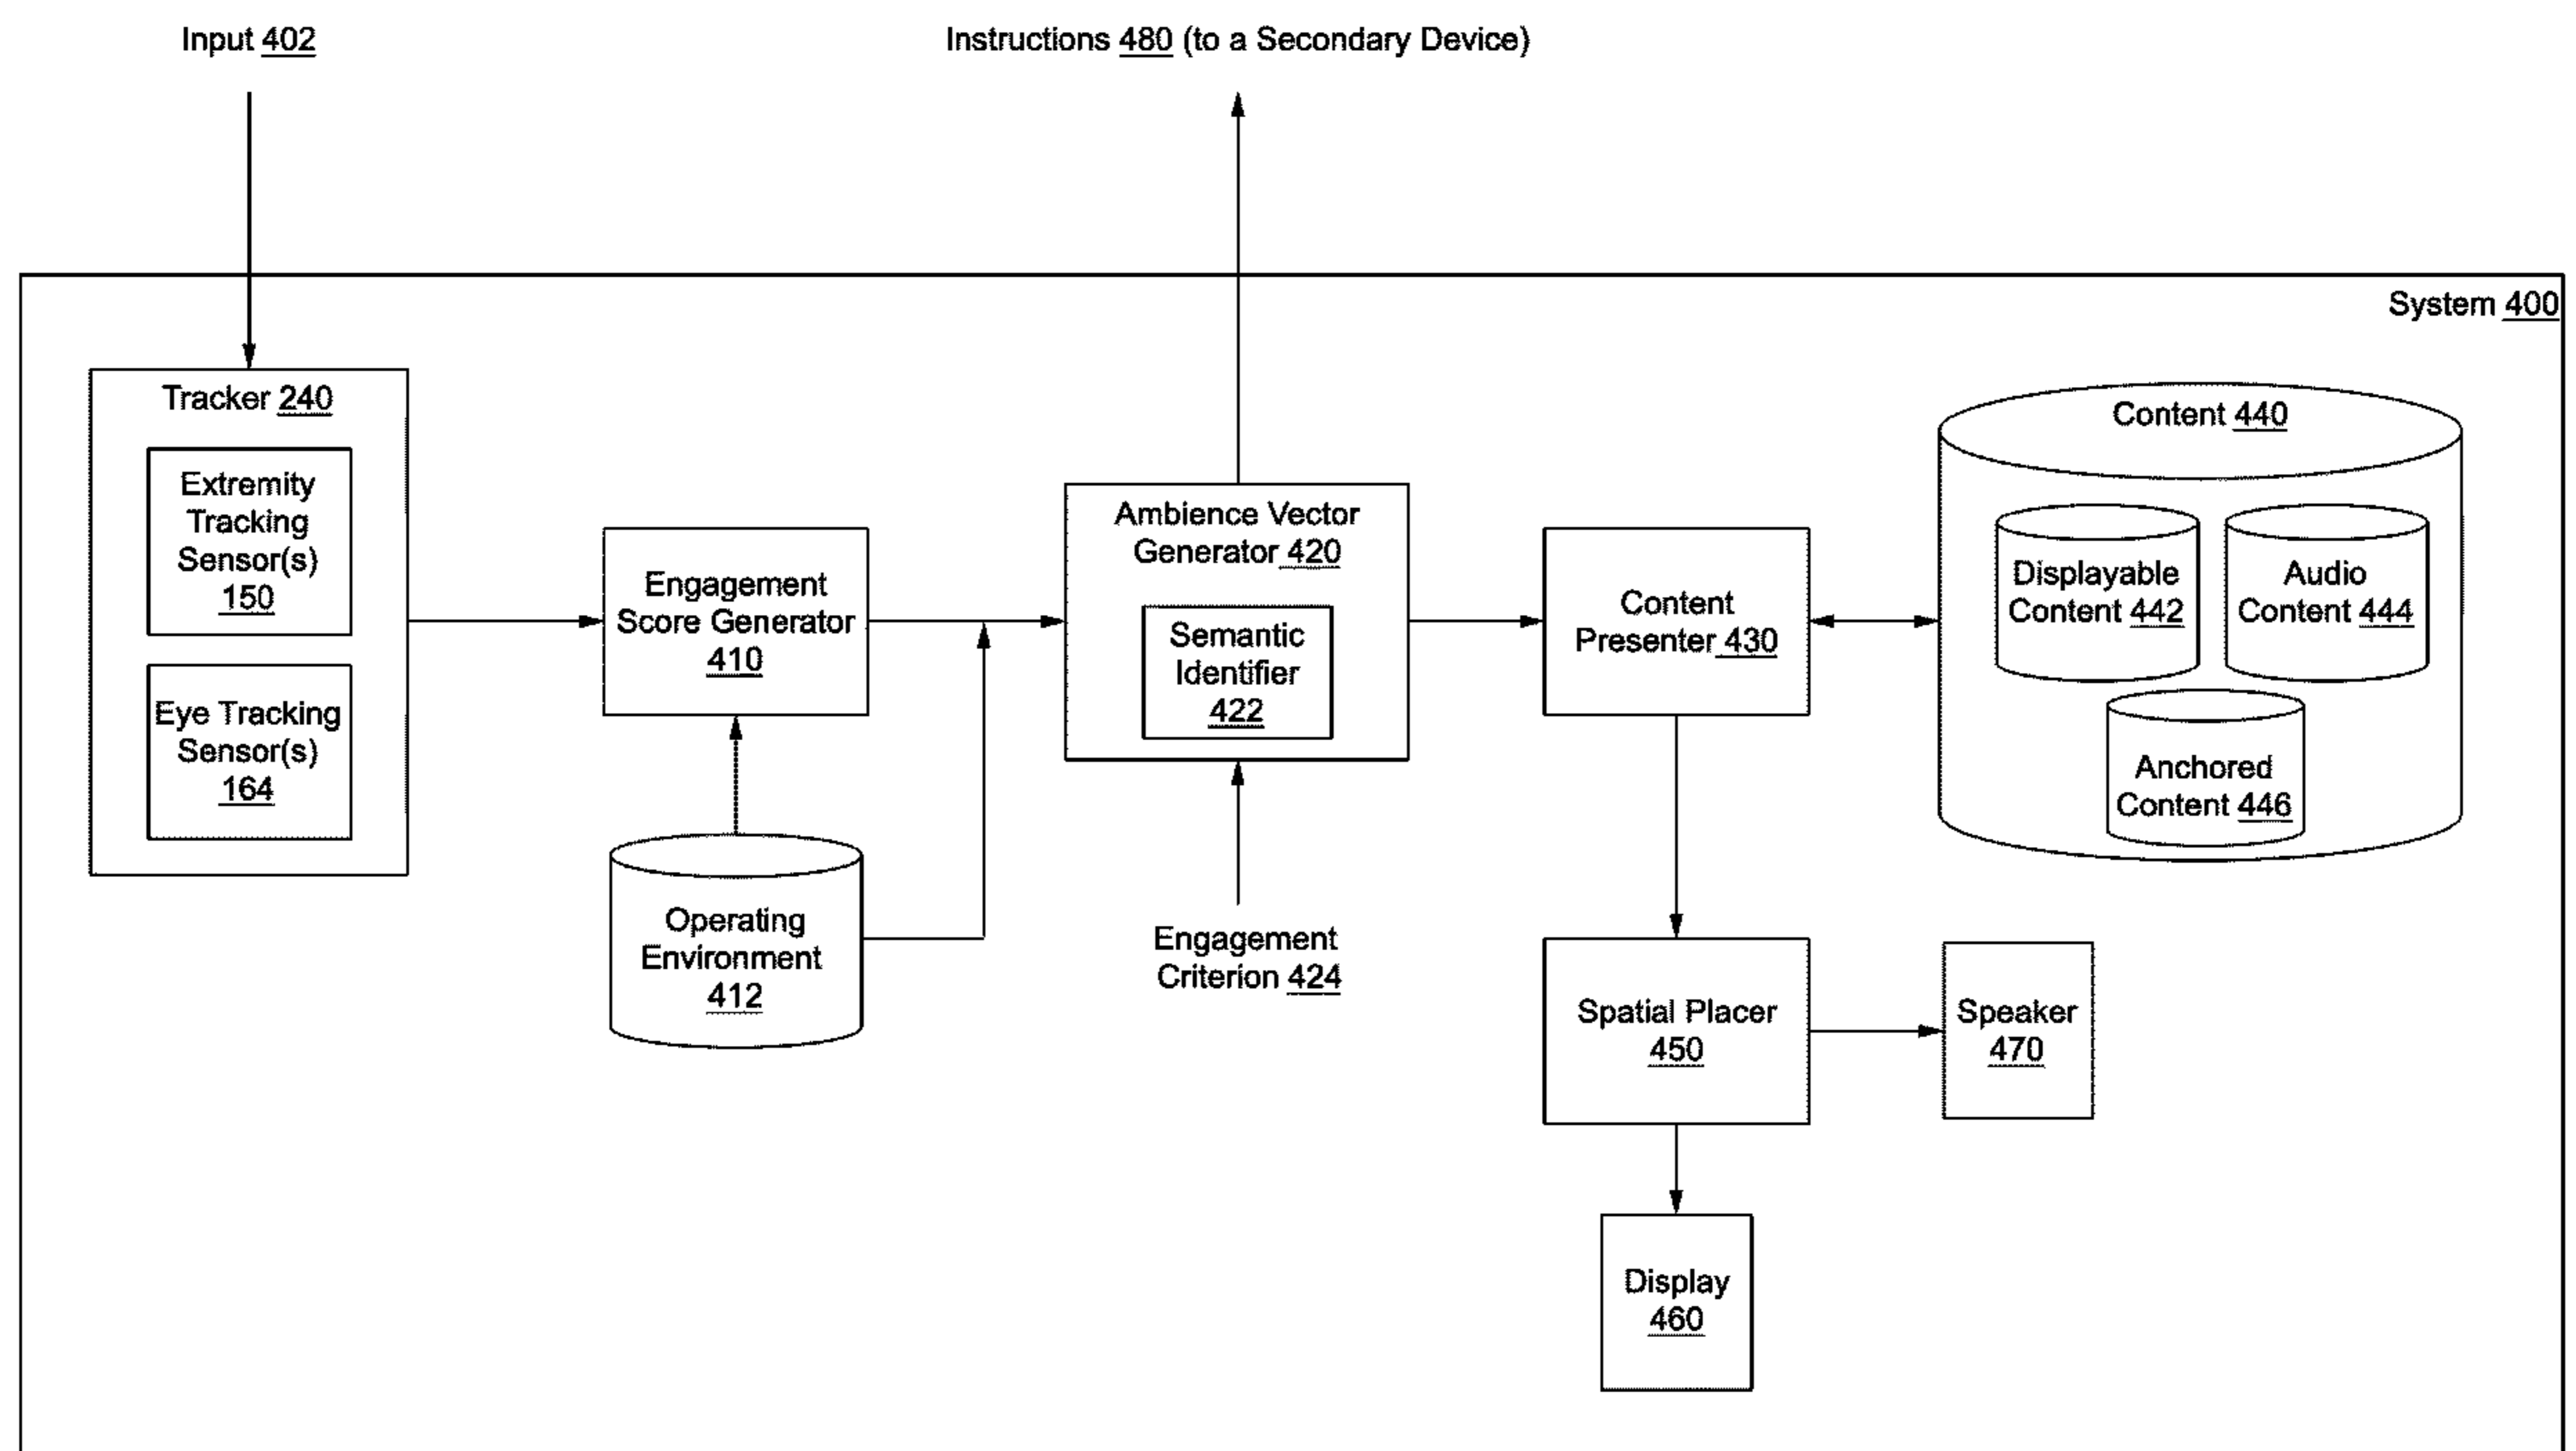 Input 402
Instructions 480 (to a Secondary Device)
System 400
Tracker 240
Extremity
Tracking
Sensor(s)
150
Eye Tracking
Sensor(s)
164
Engagement
Score Generator
410
Operating
Environment
412
Ambience Vector
Generator 420
Semantic
Identifier
422
Engagement
Criterion 424
Content
Presenter 430
Content 440
Displayable
Content 442
Audio
Content 444
Anchored
Content 446
Spatial Placer
450
Speaker
470
Display
460